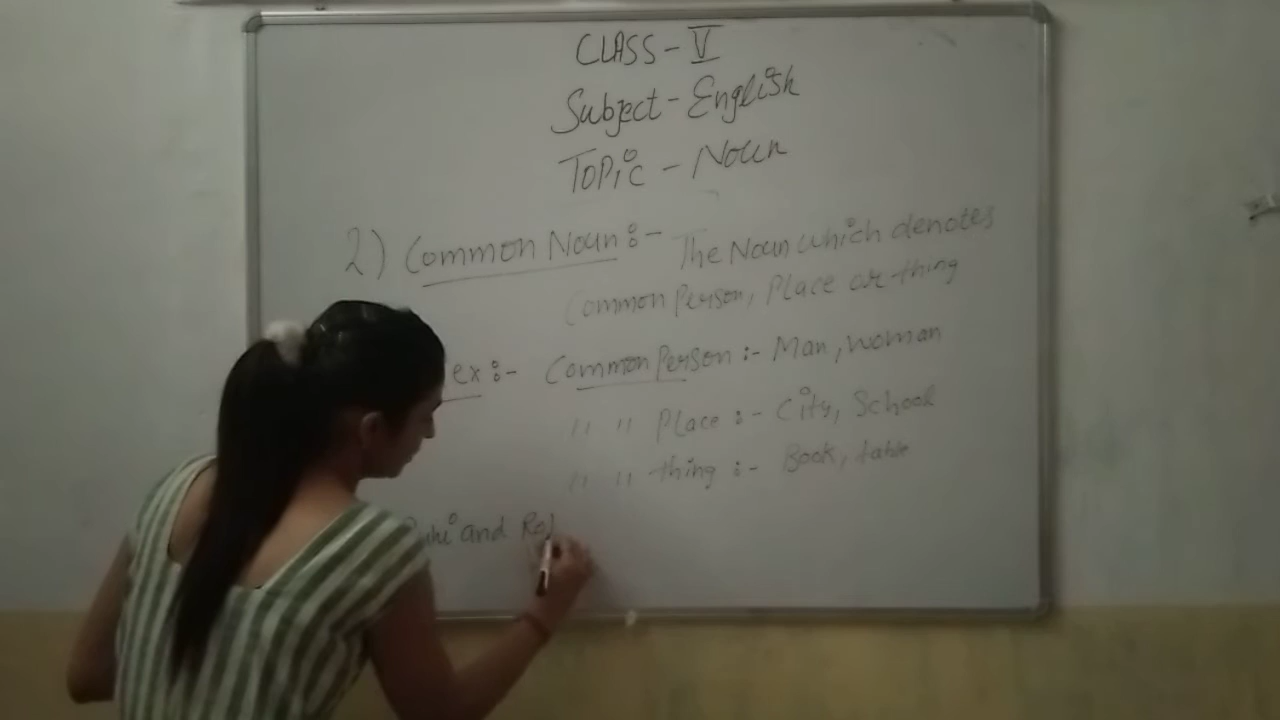 CLASS - V
Subject - English
Topic - Noun
2) Common Noun :- The Noun which denotes
Common Person, Place or thing
ex :- Common Person :- Man, woman
" " Place :- City, School
" " thing :- Book, table
and